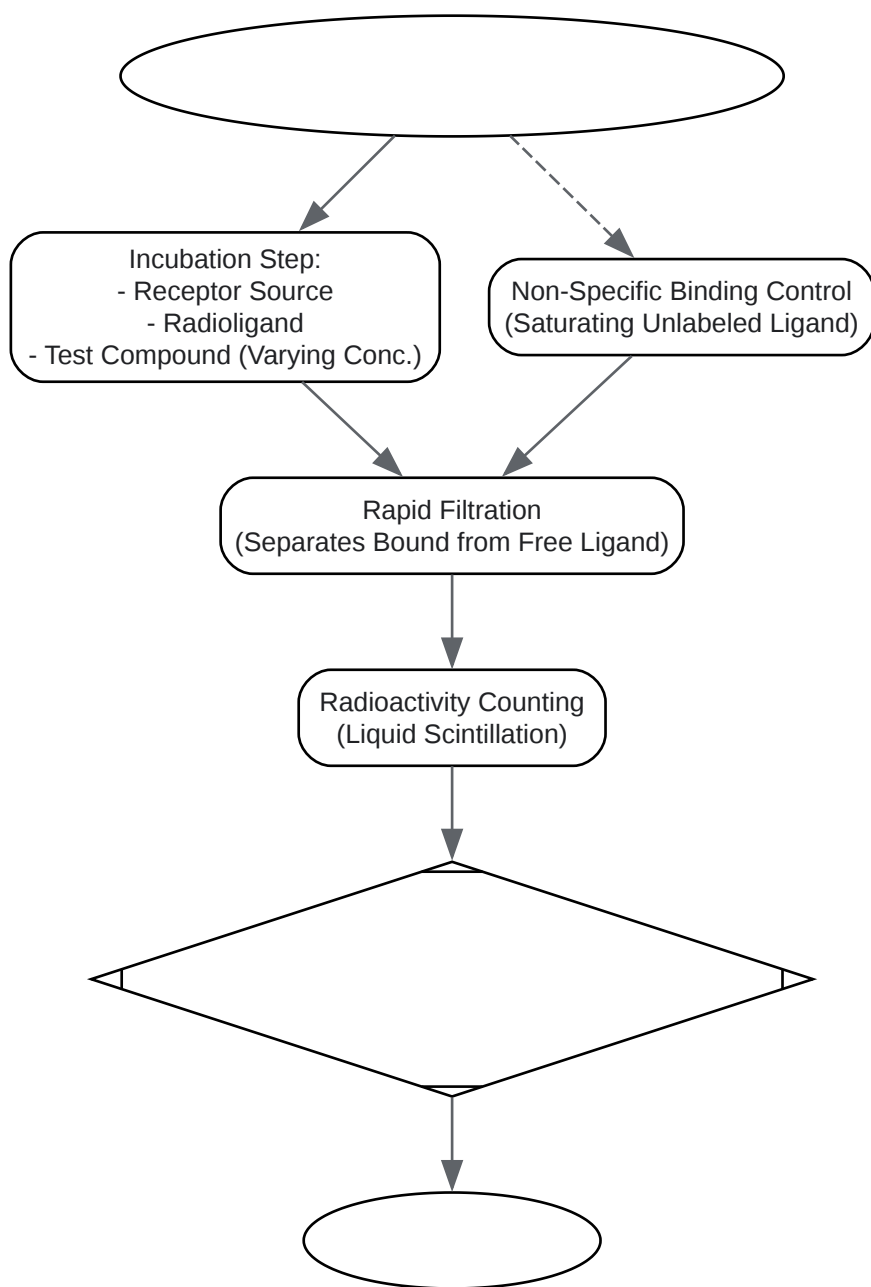 Incubation Step:
- Receptor Source
- Radioligand
- Test Compound (Varying Conc.)
Non-Specific Binding Control
(Saturating Unlabeled Ligand)
Rapid Filtration
(Separates Bound from Free Ligand)
Radioactivity Counting
(Liquid Scintillation)